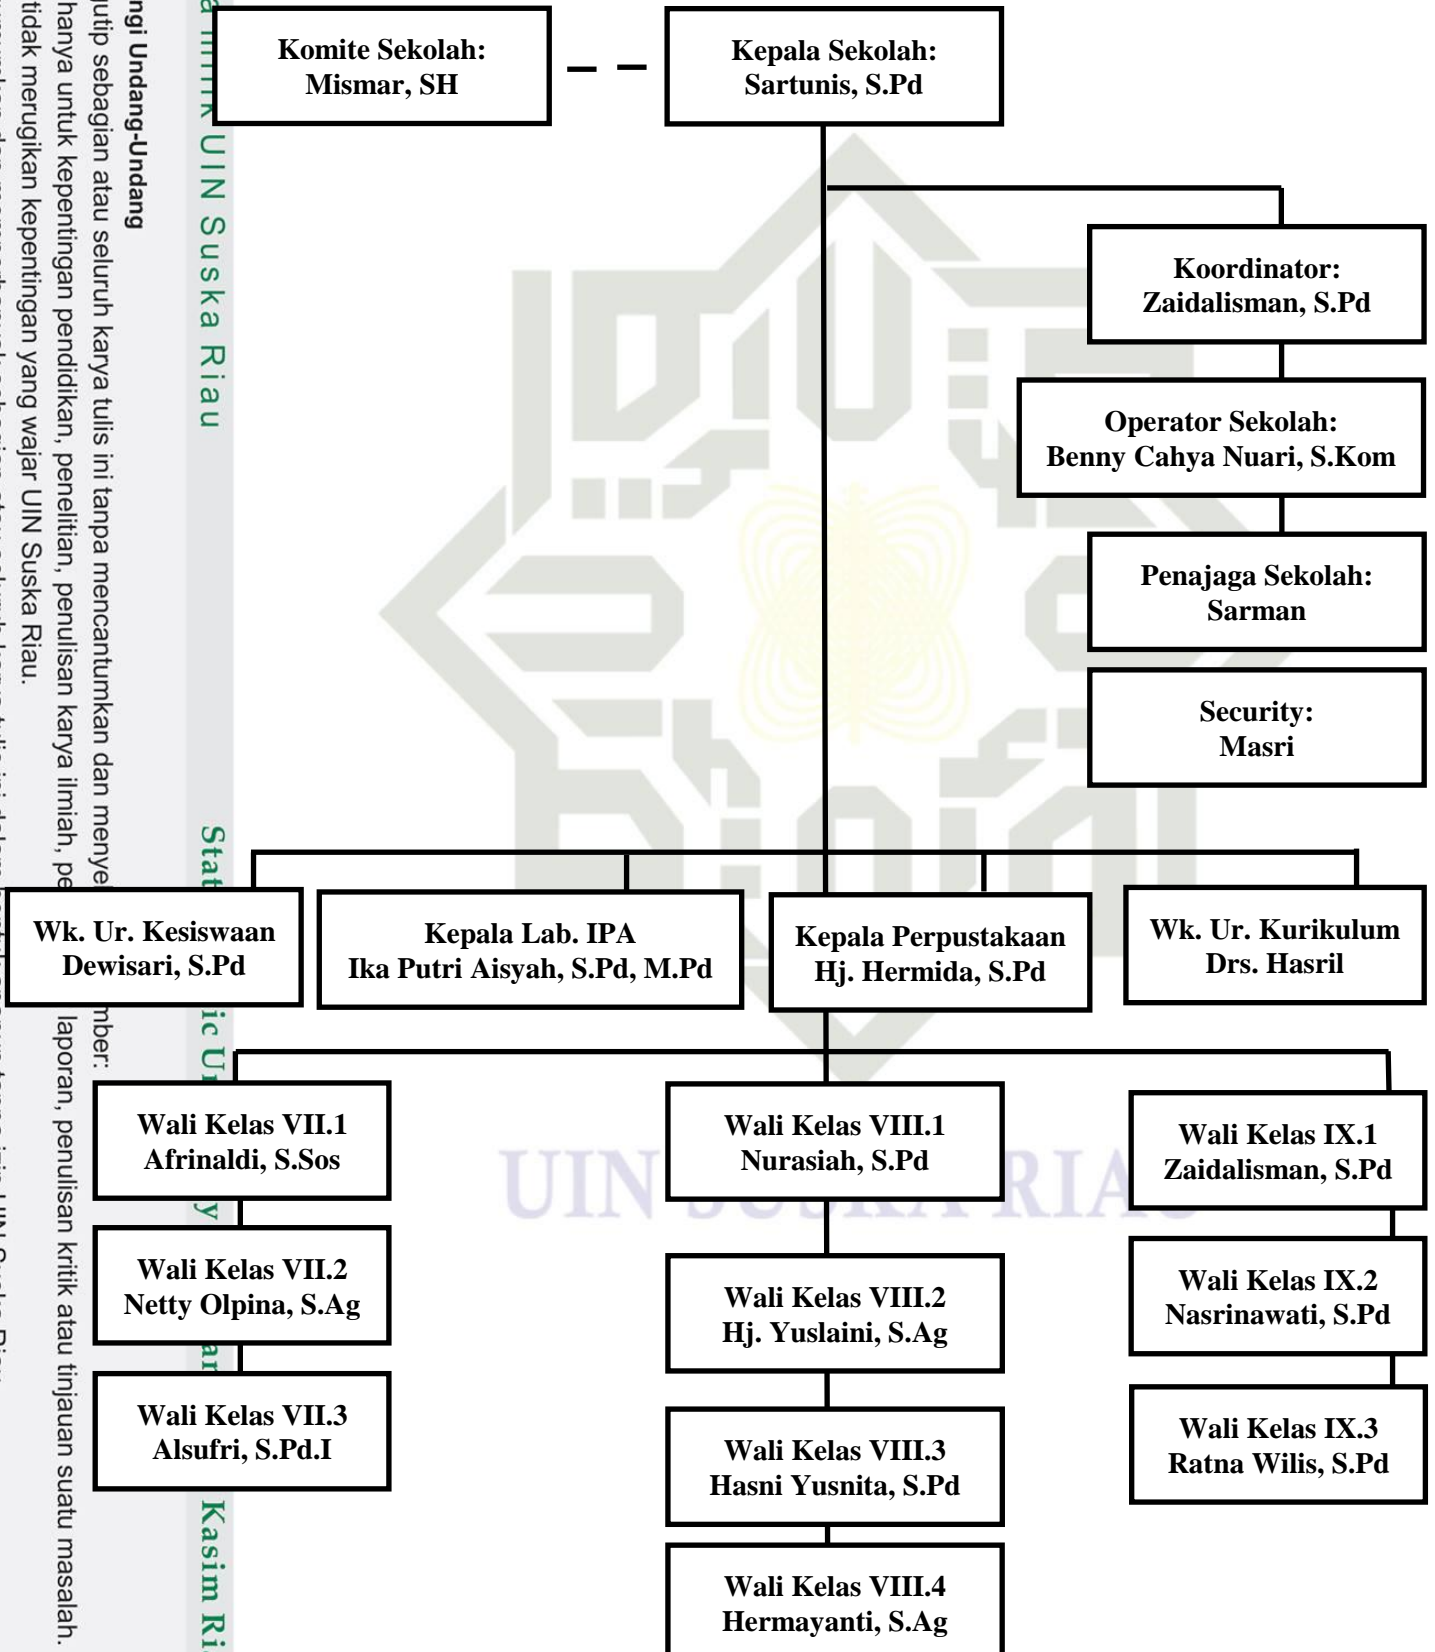 Komite Sekolah:
Mismar, SH
Kepala Sekolah:
Sartunis, S.Pd
Koordinator:
Zaidalisman, S.Pd
Operator Sekolah:
Benny Cahya Nuari, S.Kom
Penajaga Sekolah:
Sarman
Security:
Masri
Wk. Ur. Kesiswaan
Dewisari, S.Pd
Kepala Lab. IPA
Ika Putri Aisyah, S.Pd, M.Pd
Kepala Perpustakaan
Hj. Hermida, S.Pd
Wk. Ur. Kurikulum
Drs. Hasril
Wali Kelas VII.1
Afrinaldi, S.Sos
Wali Kelas VIII.1
Nurasiah, S.Pd
Wali Kelas IX.1
Zaidalisman, S.Pd
Wali Kelas VII.2
Netty Olpina, S.Ag
Wali Kelas VIII.2
Hj. Yuslaini, S.Ag
Wali Kelas IX.2
Nasrinawati, S.Pd
Wali Kelas VII.3
Alsufri, S.Pd.I
Wali Kelas VIII.3
Hasni Yusnita, S.Pd
Wali Kelas IX.3
Ratna Wilis, S.Pd
Wali Kelas VIII.4
Hermayanti, S.Ag
UIN RIAU
UIN Suska Riau
Kasim
Undang-Undang
sebagian atau seluruh karya tulis ini tanpa mencantumkan dan
hanya untuk kepentingan pendidikan, penelitian, penulisan karya ilmiah, laporan, penulisan kritik atau tinjauan suatu masalah.
tidak merugikan kepentingan yang wajar UIN Suska Riau.